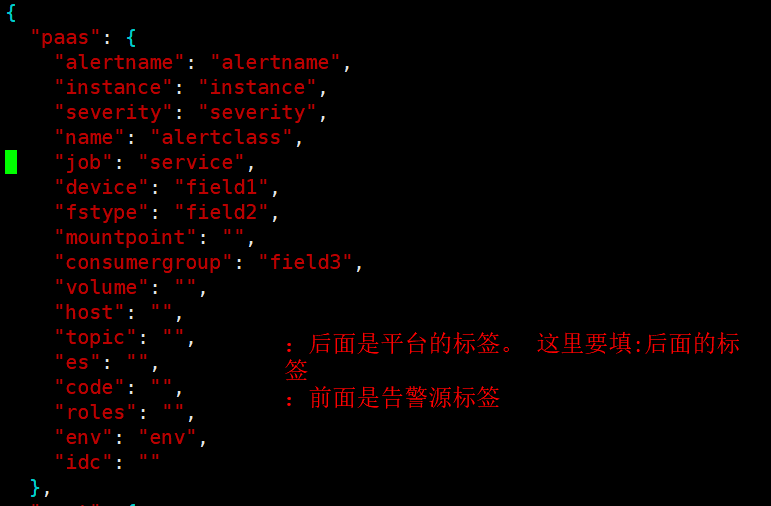 {
"paas": {
"alertname": "alertname",
"instance": "instance",
"severity": "severity",
"name": "alertclass",
"job": "service",
"device": "field1",
"fstype": "field2",
"mountpoint": "",
"consumergroup": "field3",
"volume": "",
"host": "",
"topic": "",
"es": "",
"code": "",
"roles": "",
"env": "env",
"idc": ""
},
：后面是平台的标签。 这里要填:后面的标
签
：前面是告警源标签